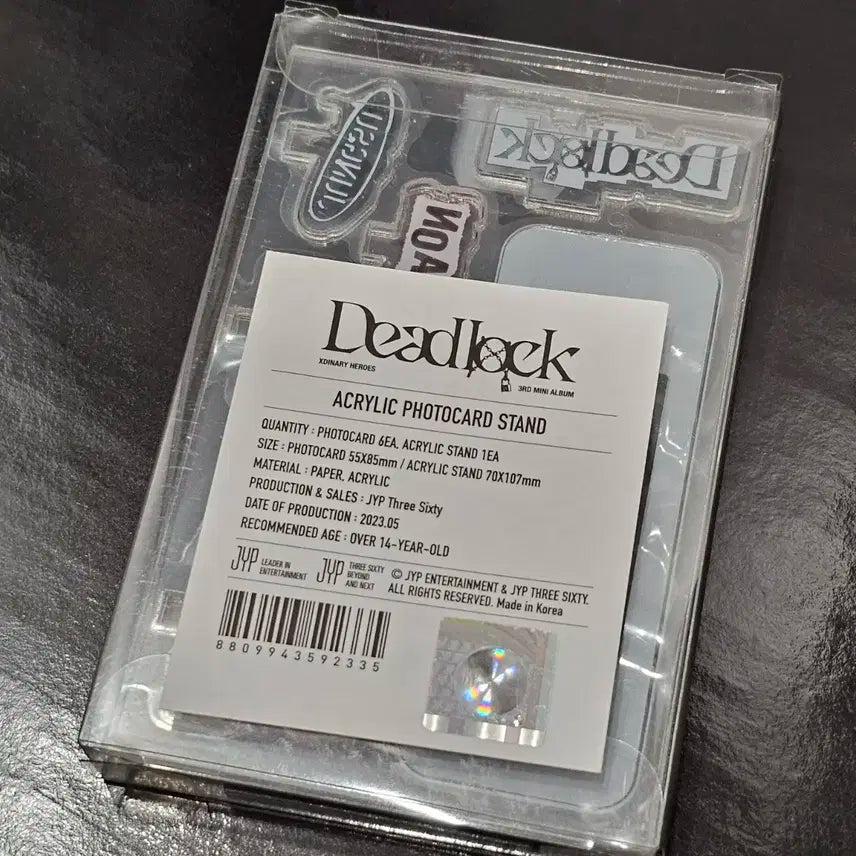 Deadlock
Deadlock
XDINARY HEROES
3RD MINI ALBUM
ACRYLIC PHOTOCARD STAND
QUANTITY : PHOTOCARD 6EA, ACRYLIC STAND 1EA
SIZE : PHOTOCARD 55X85mm / ACRYLIC STAND 70X107mm
MATERIAL : PAPER, ACRYLIC
PRODUCTION & SALES : JYP Three Sixty
DATE OF PRODUCTION : 2023.05
RECOMMENDED AGE : OVER 14-YEAR-OLD
JYP LEADER IN ENTERTAINMENT
JYP THREE SIXTY BEYOND AND NEXT
© JYP ENTERTAINMENT & JYP THREE SIXTY.
ALL RIGHTS RESERVED. Made in Korea
8809943592335